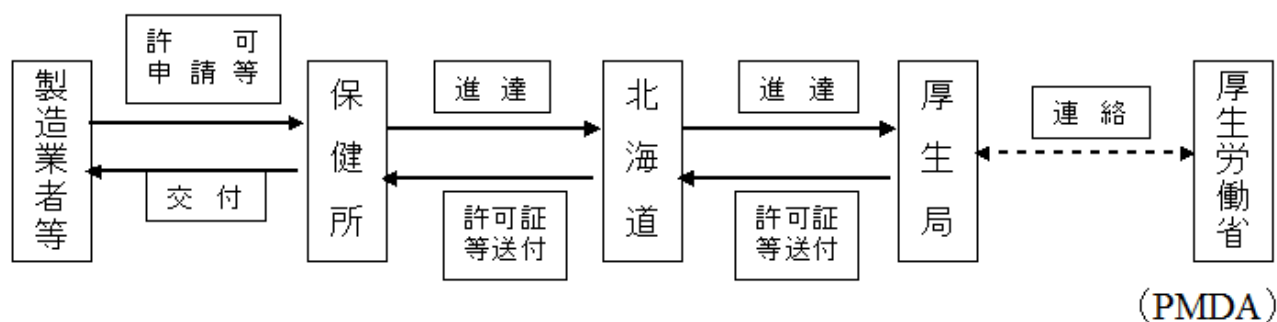 製造業者等
許可
申請等
交付
保健所
進達
許可証
等送付
北海道
進達
許可証
等送付
厚生局
連絡
厚生労働省
（PMDA）